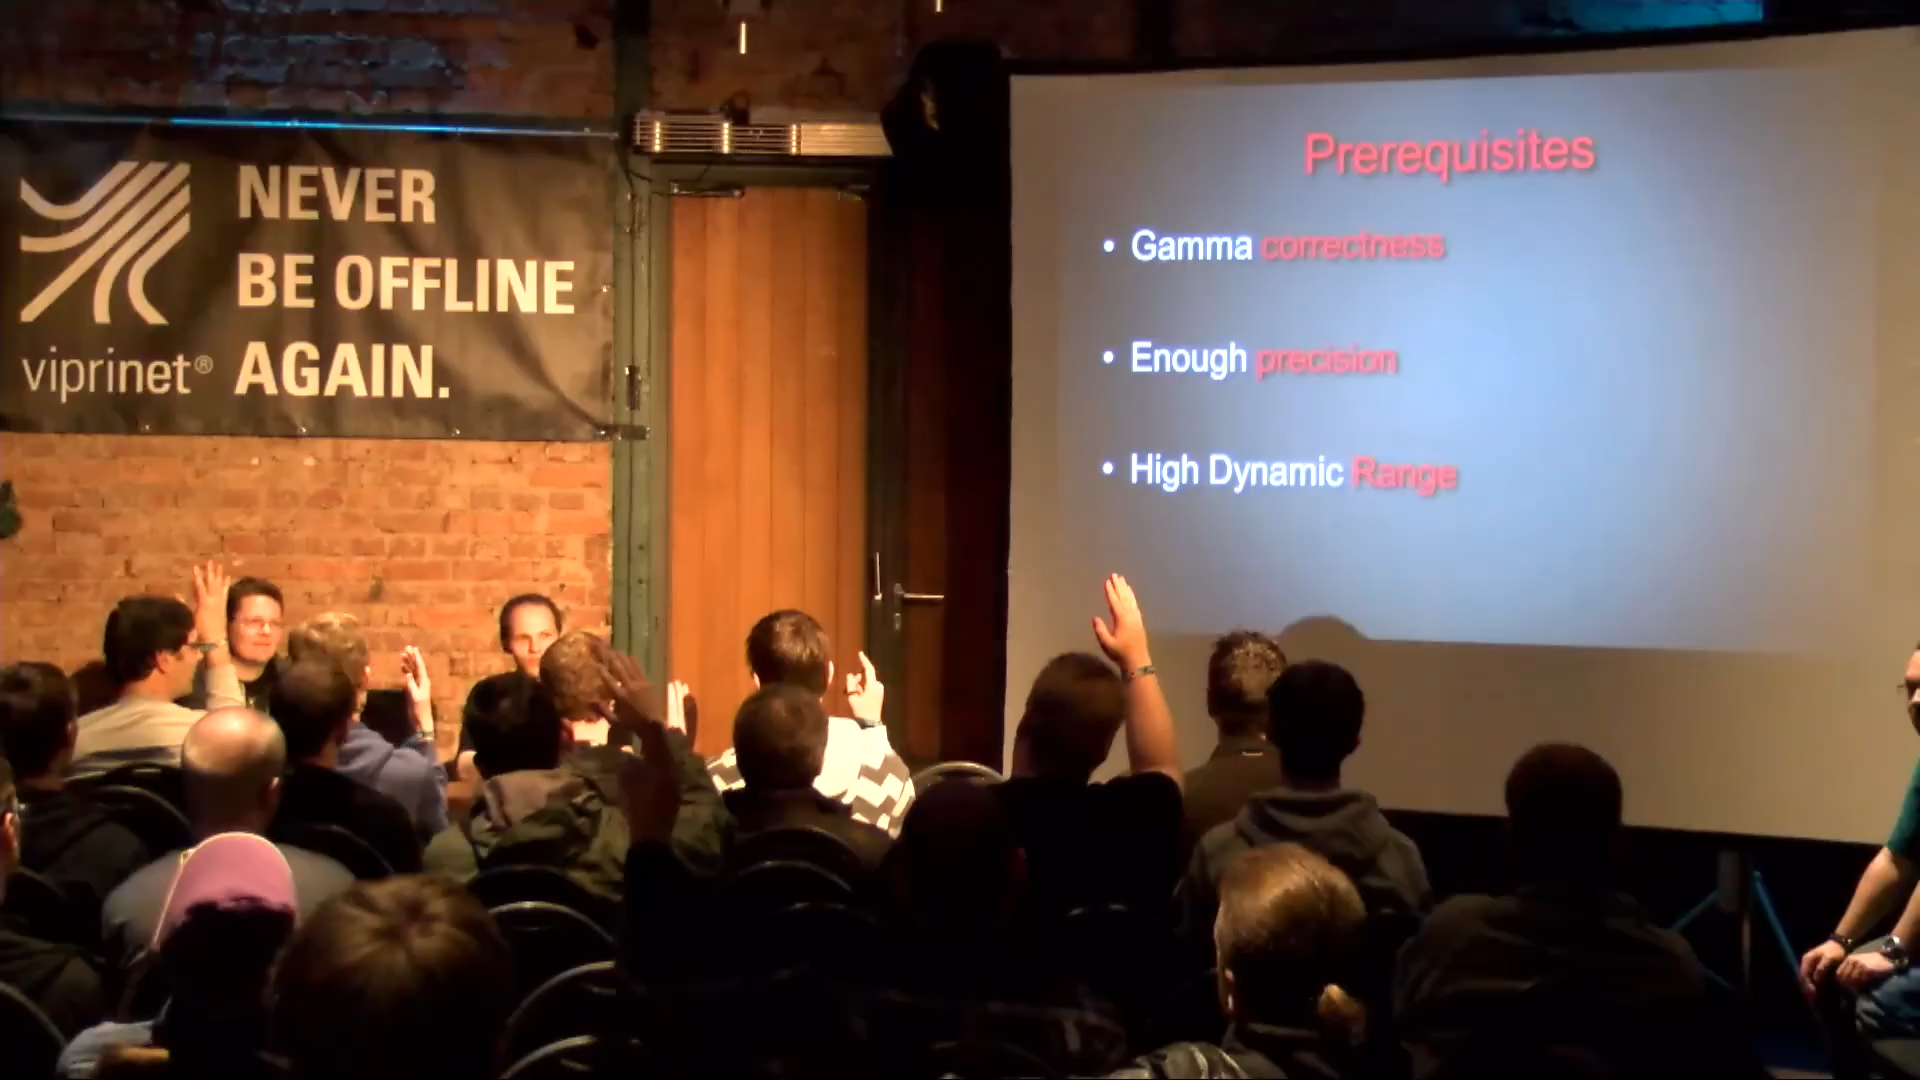 NEVER
BE OFFLINE
AGAIN.
viprinet®
Prerequisites
• Gamma correctness
• Enough precision
• High Dynamic Range